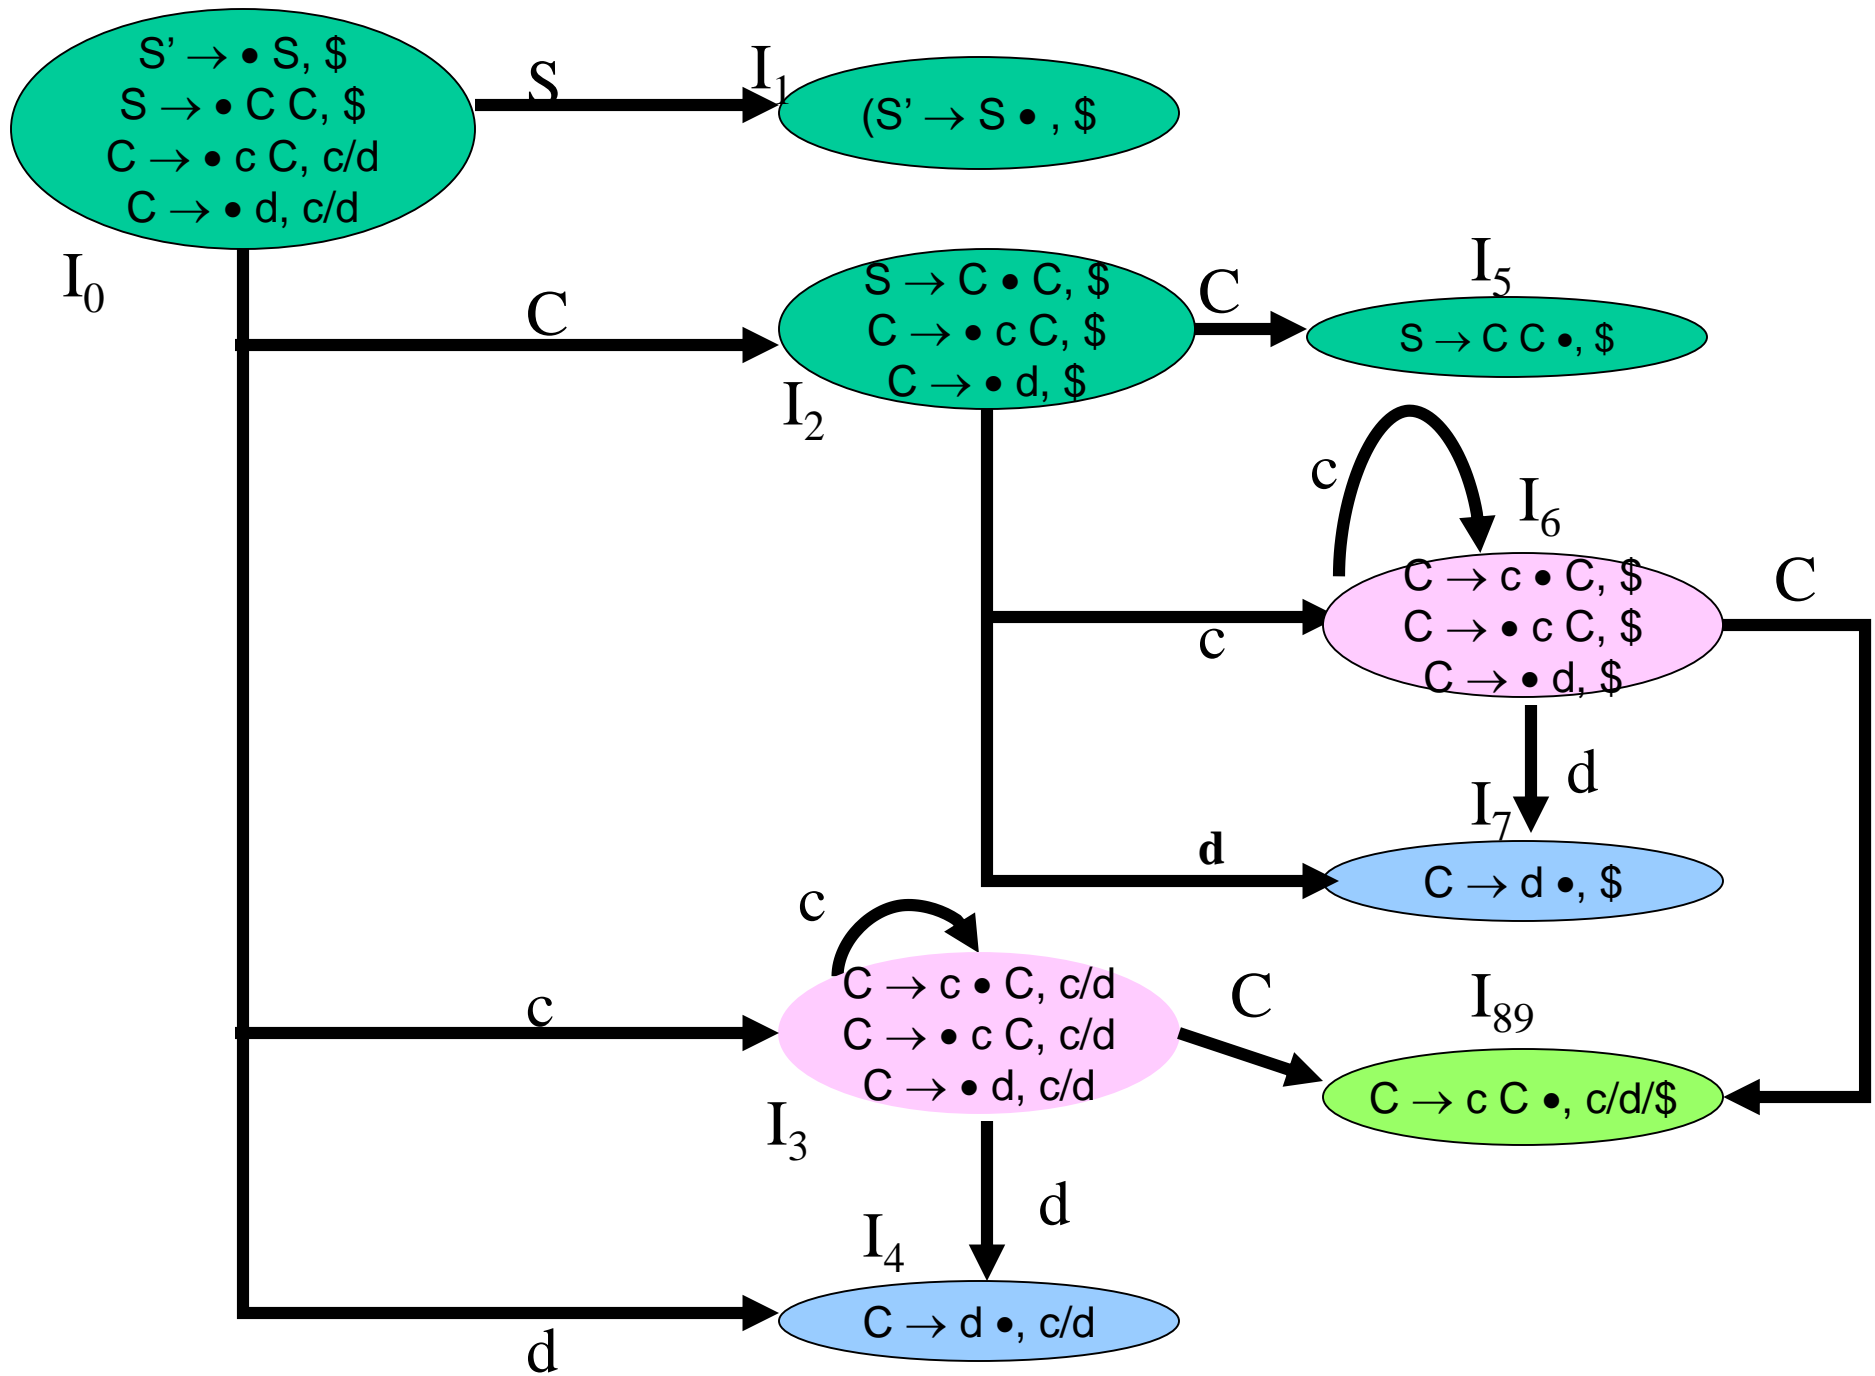 S’ → • S, $
S → • C C, $
C → • c C, c/d
C → • d, c/d
I0
S
I1
(S’ → S • , $
C
S → C • C, $
C → • c C, $
C → • d, $
I2
C
I5
S → C C •, $
c
I6
C → c • C, $
C → • c C, $
C → • d, $
C
c
d
I7
d
C → d •, $
c
c
C → c • C, c/d
C → • c C, c/d
C → • d, c/d
I3
C
I89
C → c C •, c/d/$
d
I4
d
C → d •, c/d